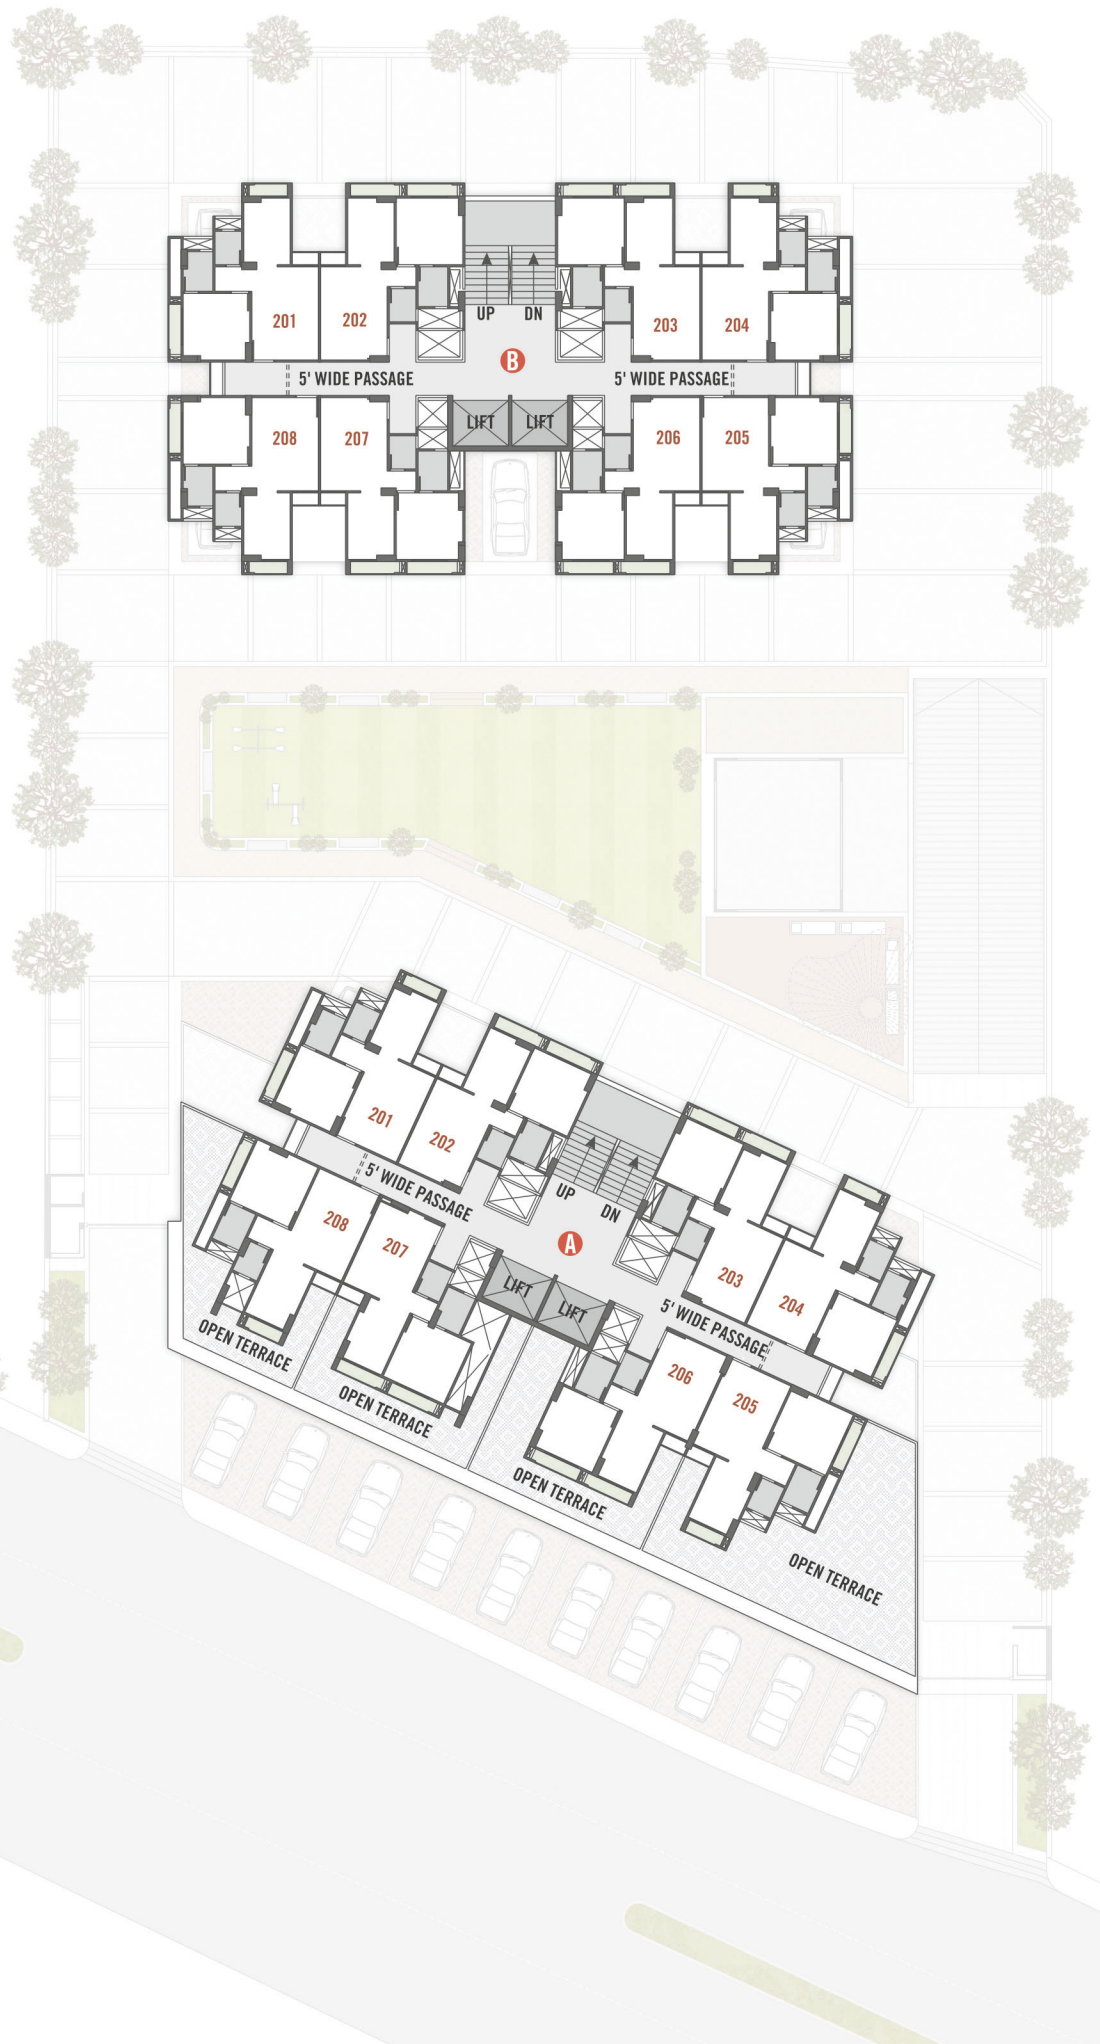 201
202
UP
DN
203
204
B
5' WIDE PASSAGE
5' WIDE PASSAGE
LIFT
LIFT
208
207
206
205
201
202
5' WIDE PASSAGE
UP
DN
208
207
A
203
204
LIFT
LIFT
5' WIDE PASSAGE
OPEN TERRACE
206
205
OPEN TERRACE
OPEN TERRACE
OPEN TERRACE